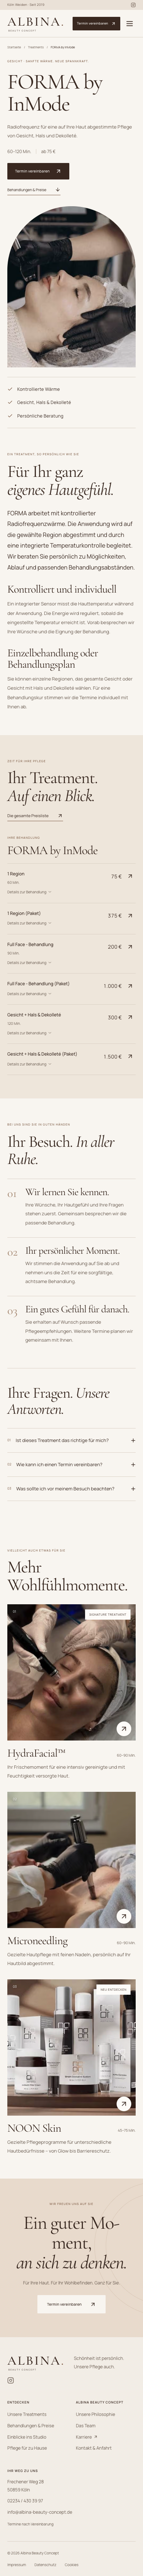 Köln Weiden · Seit 2013
ALBINA.
BEAUTY CONCEPT
Termin vereinbaren
Startseite / Treatments / FORMA by InMode
GESICHT · SANFTE WÄRME. NEUE SPANNKRAFT
FORMA by
InMode
Radiofrequenz für eine auf Ihre Haut abgestimmte Pflege
von Gesicht, Hals und Dekolleté.
60–120 Min. ab 75 €
Termin vereinbaren
Behandlungen & Preise
Kontrollierte Wärme
Gesicht, Hals & Dekolleté
Persönliche Beratung
EIN TREATMENT, SO PERSÖNLICH WIE SIE
Für Ihr ganz
eigenes Hautgefühl.
FORMA arbeitet mit kontrollierter
Radiofrequenzwärme. Die Anwendung wird auf
die gewählte Region abgestimmt und durch
eine integrierte Temperaturkontrolle begleitet.
Wir beraten Sie persönlich zu Möglichkeiten,
Ablauf und passenden Behandlungsabständen.
Kontrolliert und individuell
Ein integrierter Sensor misst die Hauttemperatur während
der Anwendung. Die Energie wird reguliert, sobald die
eingestellte Temperatur erreicht ist. Vorab besprechen wir
Ihre Wünsche und die Eignung der Behandlung.
Einzelbehandlung oder
Behandlungsplan
Sie können einzelne Regionen, das gesamte Gesicht oder
Gesicht mit Hals und Dekolleté wählen. Für eine
Behandlungstour stimmen wir die Termine individuell mit
Ihnen ab.
ZEIT FÜR IHRE PFLEGE
Ihr Treatment.
Auf einen Blick.
Die gesamte Preisliste
IHRE BEHANDLUNG
FORMA by InMode
1 Region
75 €
60 Min.
Details zur Behandlung
1 Region (Paket)
375 €
Details zur Behandlung
Full Face - Behandlung
200 €
90 Min.
Details zur Behandlung
Full Face - Behandlung (Paket)
1.000 €
Details zur Behandlung
Gesicht + Hals & Dekolleté
300 €
120 Min.
Details zur Behandlung
Gesicht + Hals & Dekolleté (Paket)
1.500 €
Details zur Behandlung
BEI UNS SIND SIE IN GUTEN HÄNDEN
Ihr Besuch. In aller
Ruhe.
01 Wir lernen Sie kennen.
Ihre Wünsche, Ihr Hautgefühl und Ihre Fragen
stehen zuerst. Gemeinsam besprechen wir die
passende Behandlung.
02 Ihr persönlicher Moment.
Wir stimmen die Anwendung auf Sie ab und
nehmen uns die Zeit für eine sorgfältige,
achtsame Behandlung.
03 Ein gutes Gefühl für danach.
Sie erhalten auf Wunsch passende
Pflegeempfehlungen. Weitere Termine planen wir
gemeinsam mit Ihnen.
Ihre Fragen. Unsere
Antworten.
01 Ist dieses Treatment das richtige für mich?
02 Wie kann ich einen Termin vereinbaren?
03 Was sollte ich vor meinem Besuch beachten?
VIELLEICHT AUCH ETWAS FÜR SIE
Mehr
Wohlfühlmomente.
SIGNATURE TREATMENT
HydraFacial™
60–90 Min.
Ihr Frischemoment für eine intensiv gereinigte und mit
Feuchtigkeit versorgte Haut.
Microneedling
60–90 Min.
Gezielte Hautpflege mit feinen Nadeln, persönlich auf Ihr
Hautbild abgestimmt.
NEU ENTDECKEN
NOON Skin
45–75 Min.
Gezielte Pflegeprogramme für unterschiedliche
Hautbedürfnisse – von Glow bis Barriereschutz.
WIR FREUEN UNS AUF SIE
Ein guter Mo-
ment,
an sich zu denken.
Für Ihre Haut. Für Ihr Wohlbefinden. Ganz für Sie.
Termin vereinbaren
ALBINA.
BEAUTY CONCEPT
Schönheit ist persönlich.
Unsere Pflege auch.
ENTDECKEN
Unsere Treatments
Behandlungen & Preise
Einblicke ins Studio
Pflege für zu Hause
ALBINA BEAUTY CONCEPT
Unsere Philosophie
Das Team
Karriere
Kontakt & Anfahrt
IHR WEG ZU UNS
Frechener Weg 28
50859 Köln
02234 / 430 39 97
info@albina-beauty-concept.de
Termine nach Vereinbarung
© 2026 Albina Beauty Concept
Impressum Datenschutz Cookies